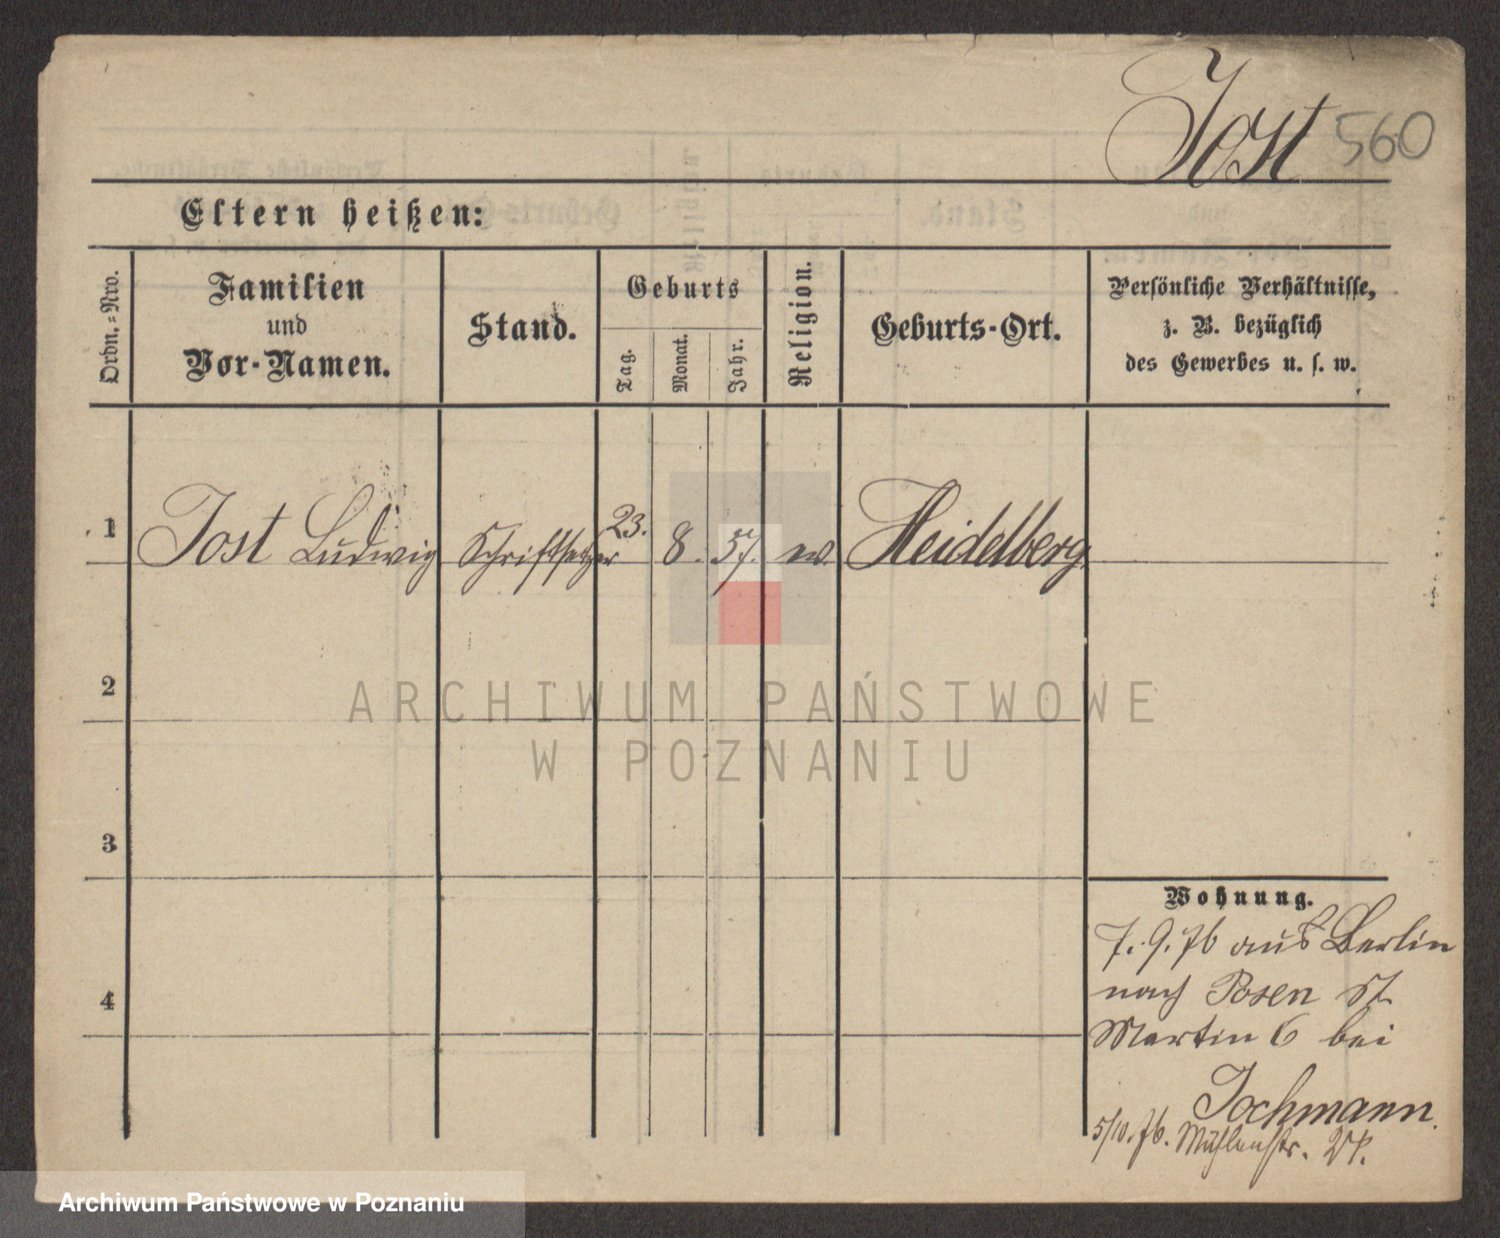 Jost 560
Eltern heißen:
Ordn.-Nro.
Familien
und
Vor-Namen.
Stand.
Geburts
Tag.
Monat.
Jahr.
Religion.
Geburts-Ort.
Persönliche Verhältnisse,
z. B. bezüglich
des Gewerbes u. s. w.
1 Jost Ludwig Schriftsetzer 23. 8. 57. ev. Heidelberg
2
3
4
Wohnung.
7. 9. 76 aus Berlin
nach Posen St
Martin 6 bei
Jochmann.
5/10. 76. Mühlenstr.
ARCHIWUM PAŃSTWOWE
W POZNANIU
Archiwum Państwowe w Poznaniu